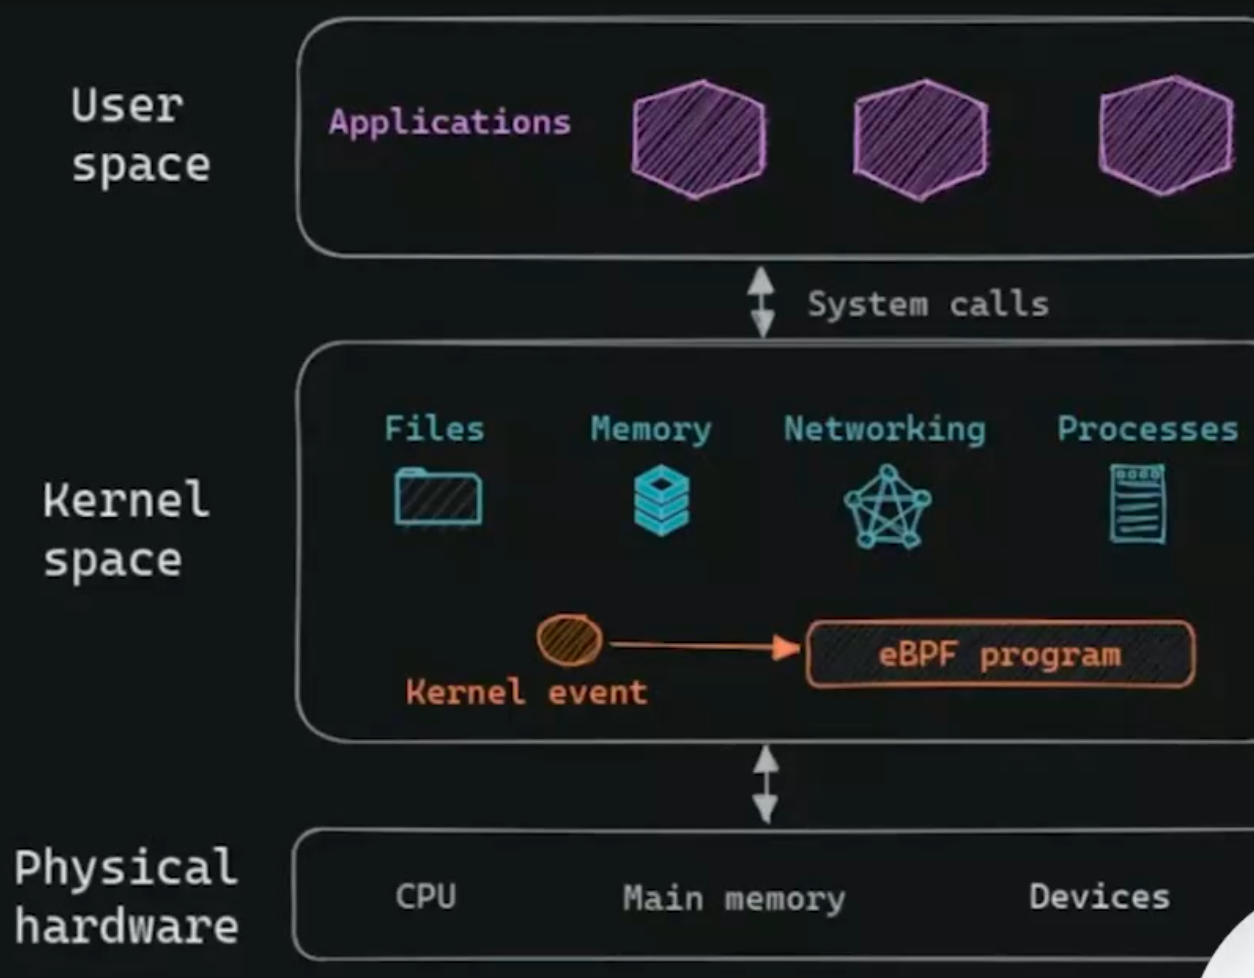 User
space
Applications
System calls
Kernel
space
Files
Memory
Networking
Processes
Kernel event
eBPF program
Physical
hardware
CPU
Main memory
Devices